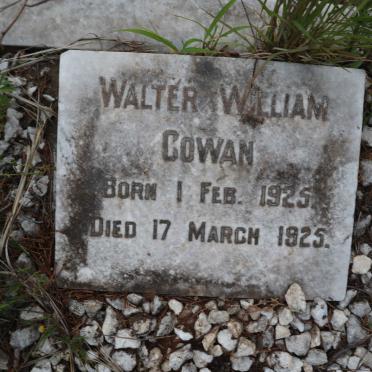 WALTER WILLIAM
COWAN
BORN 1 FEB. 1925
DIED 17 MARCH 1925.